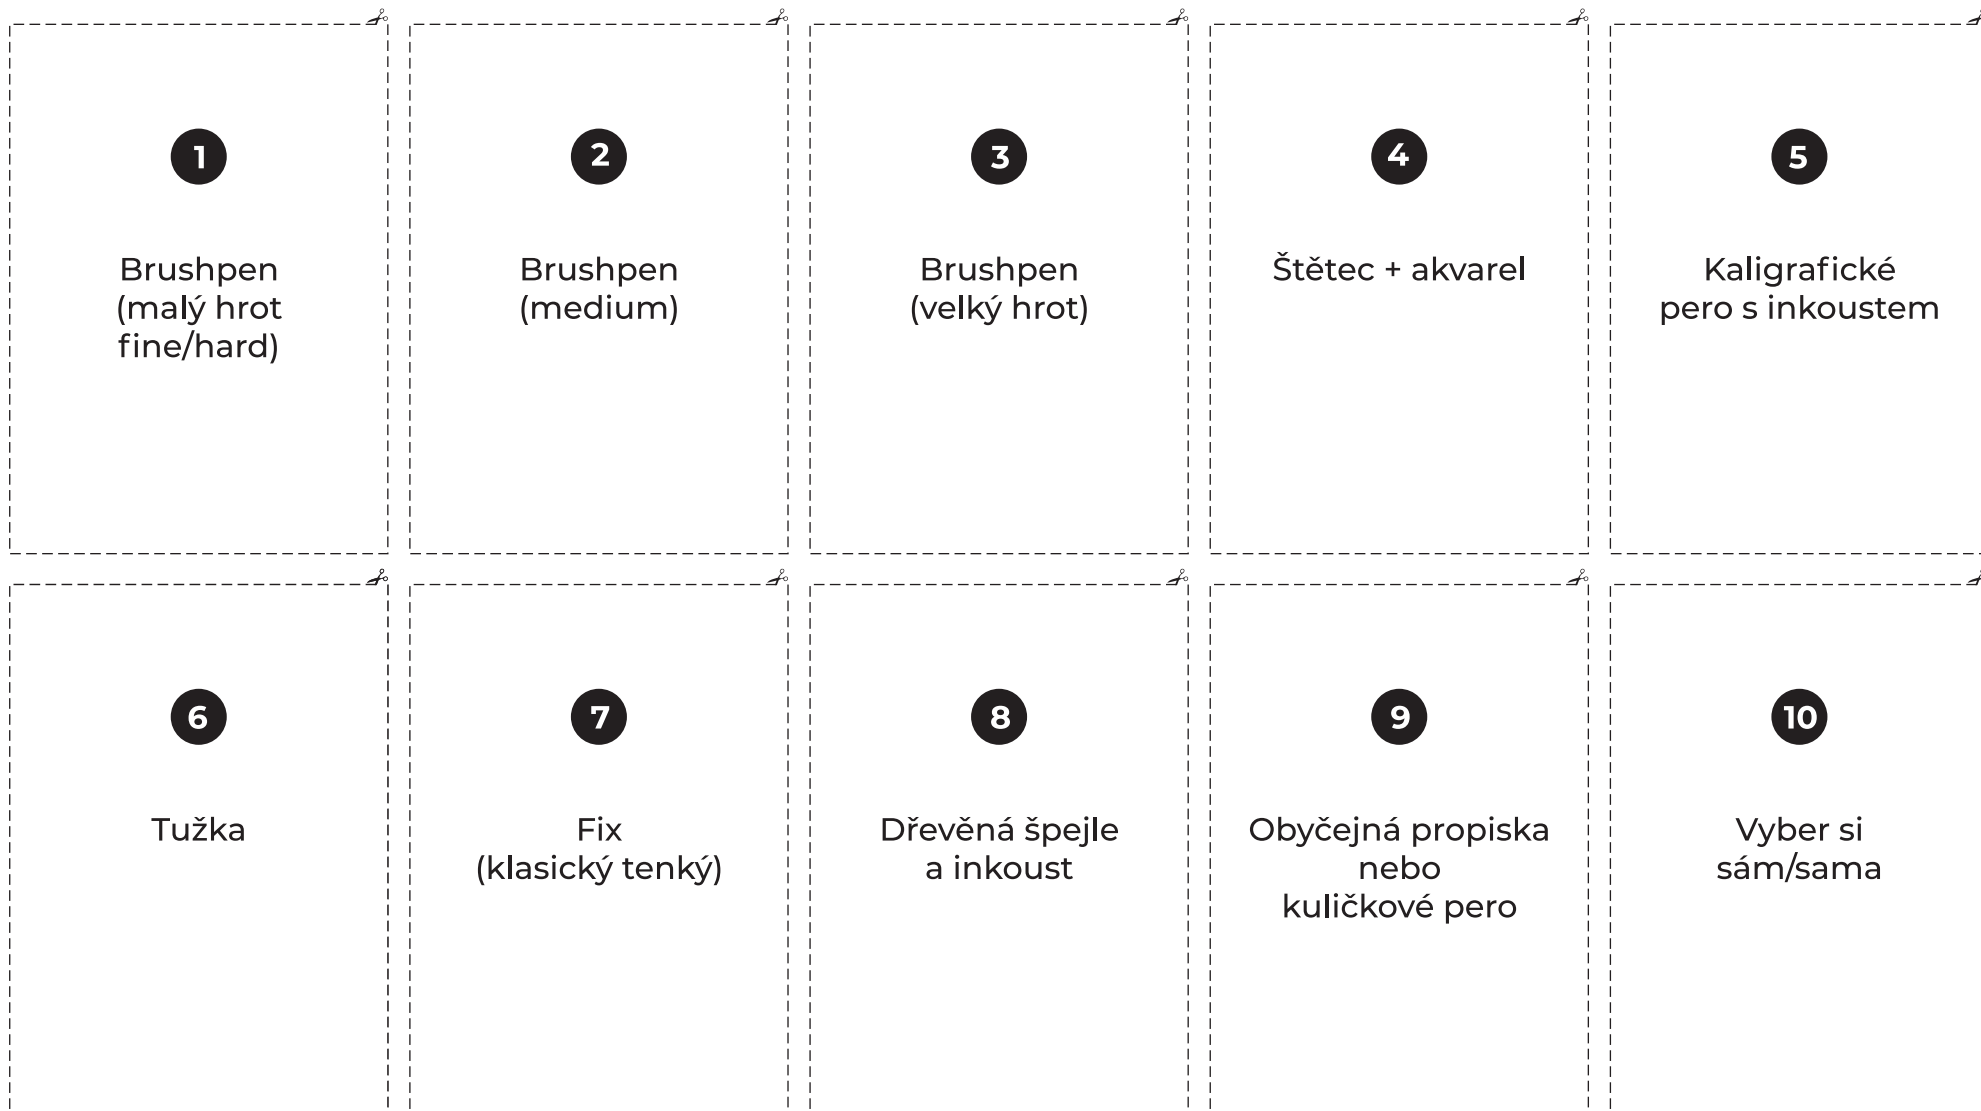 1
Brushpen
(malý hrot
fine/hard)
2
Brushpen
(medium)
3
Brushpen
(velký hrot)
4
Štětec + akvarel
5
Kaligrafické
pero s inkoustem
6
Tužka
7
Fix
(klasický tenký)
8
Dřevěná špejle
a inkoust
9
Obyčejná propiska
nebo
kuličkové pero
10
Vyber si
sám/sama